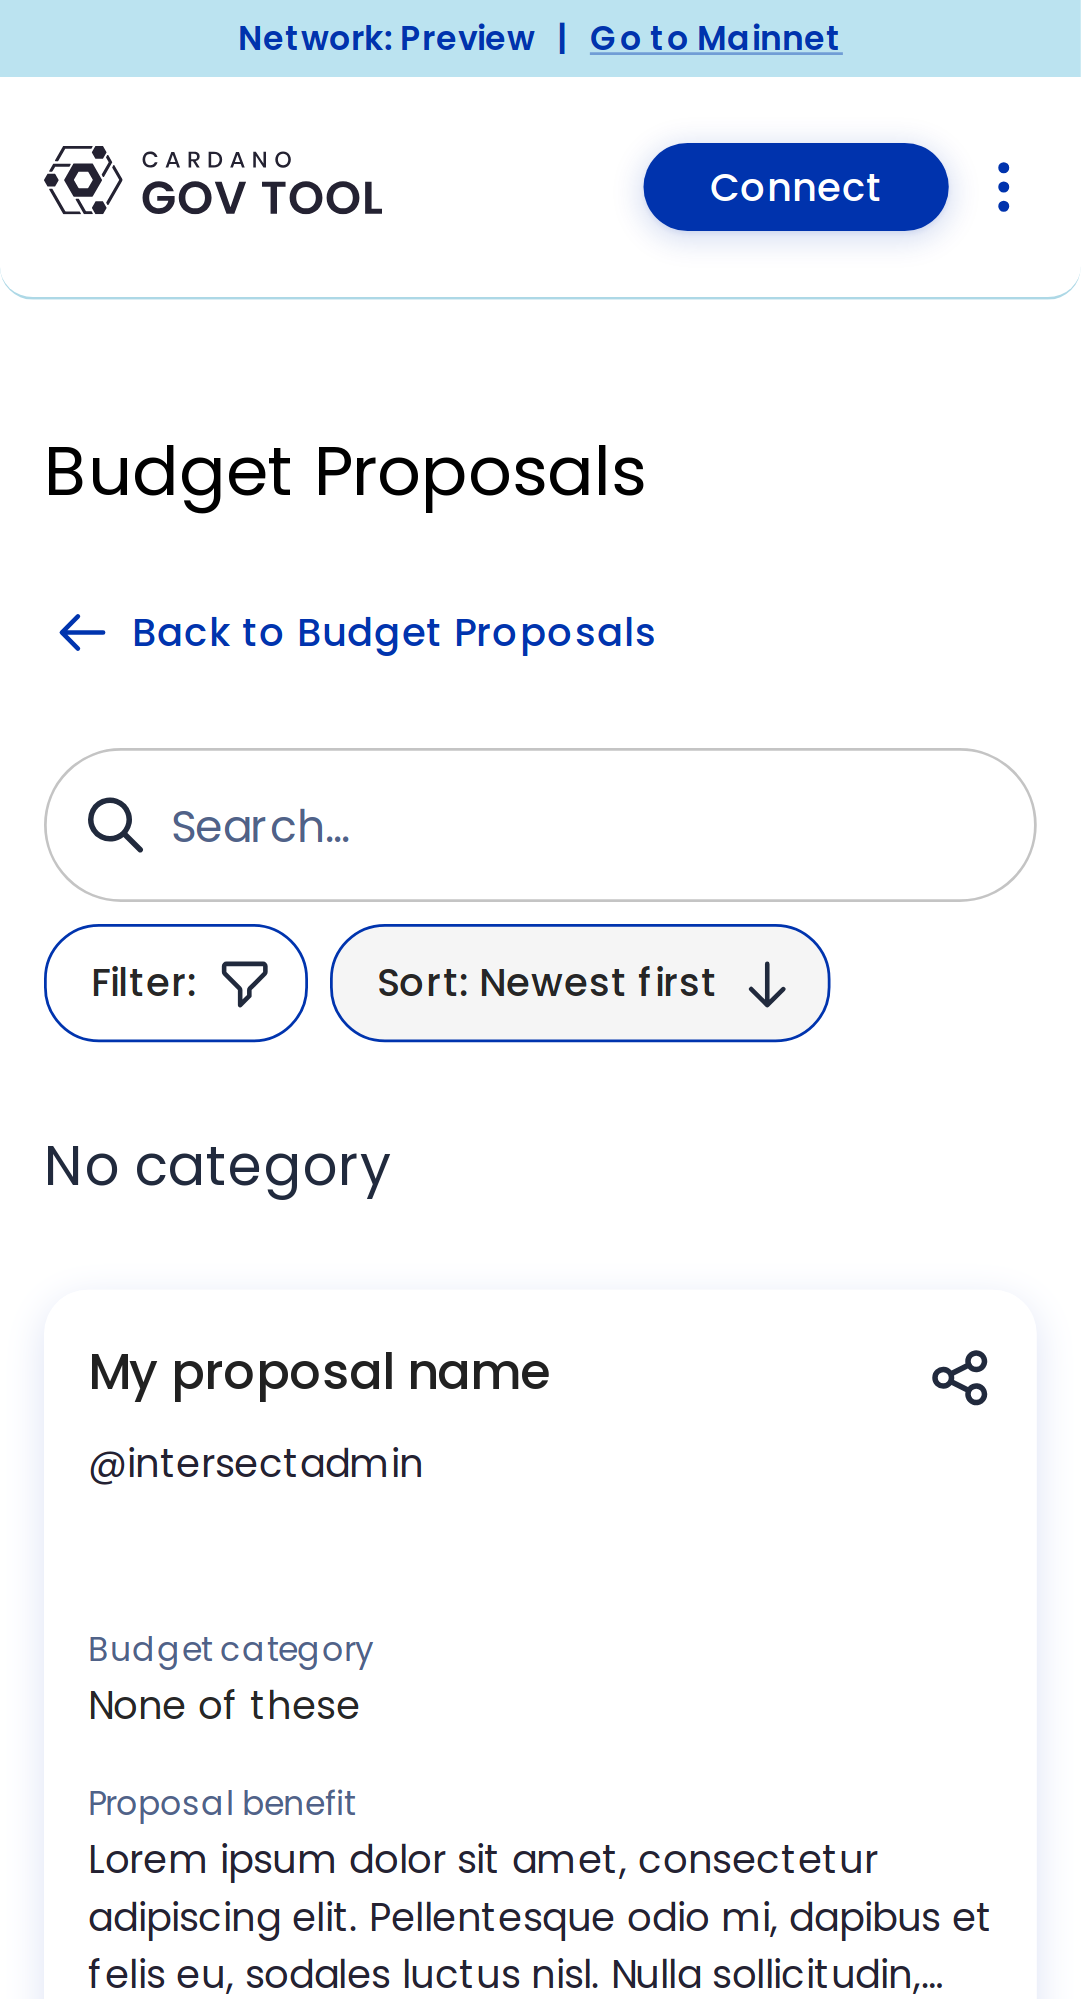 Network: Preview | Go to Mainnet
CARDANO
GOV TOOL
Connect
Budget Proposals
Back to Budget Proposals
Search...
Filter:
Sort: Newest first
No category
My proposal name
@intersectadmin
Budget category
None of these
Proposal benefit
Lorem ipsum dolor sit amet, consectetur
adipiscing elit. Pellentesque odio mi, dapibus et
felis eu, sodales luctus nisl. Nulla sollicitudin,...